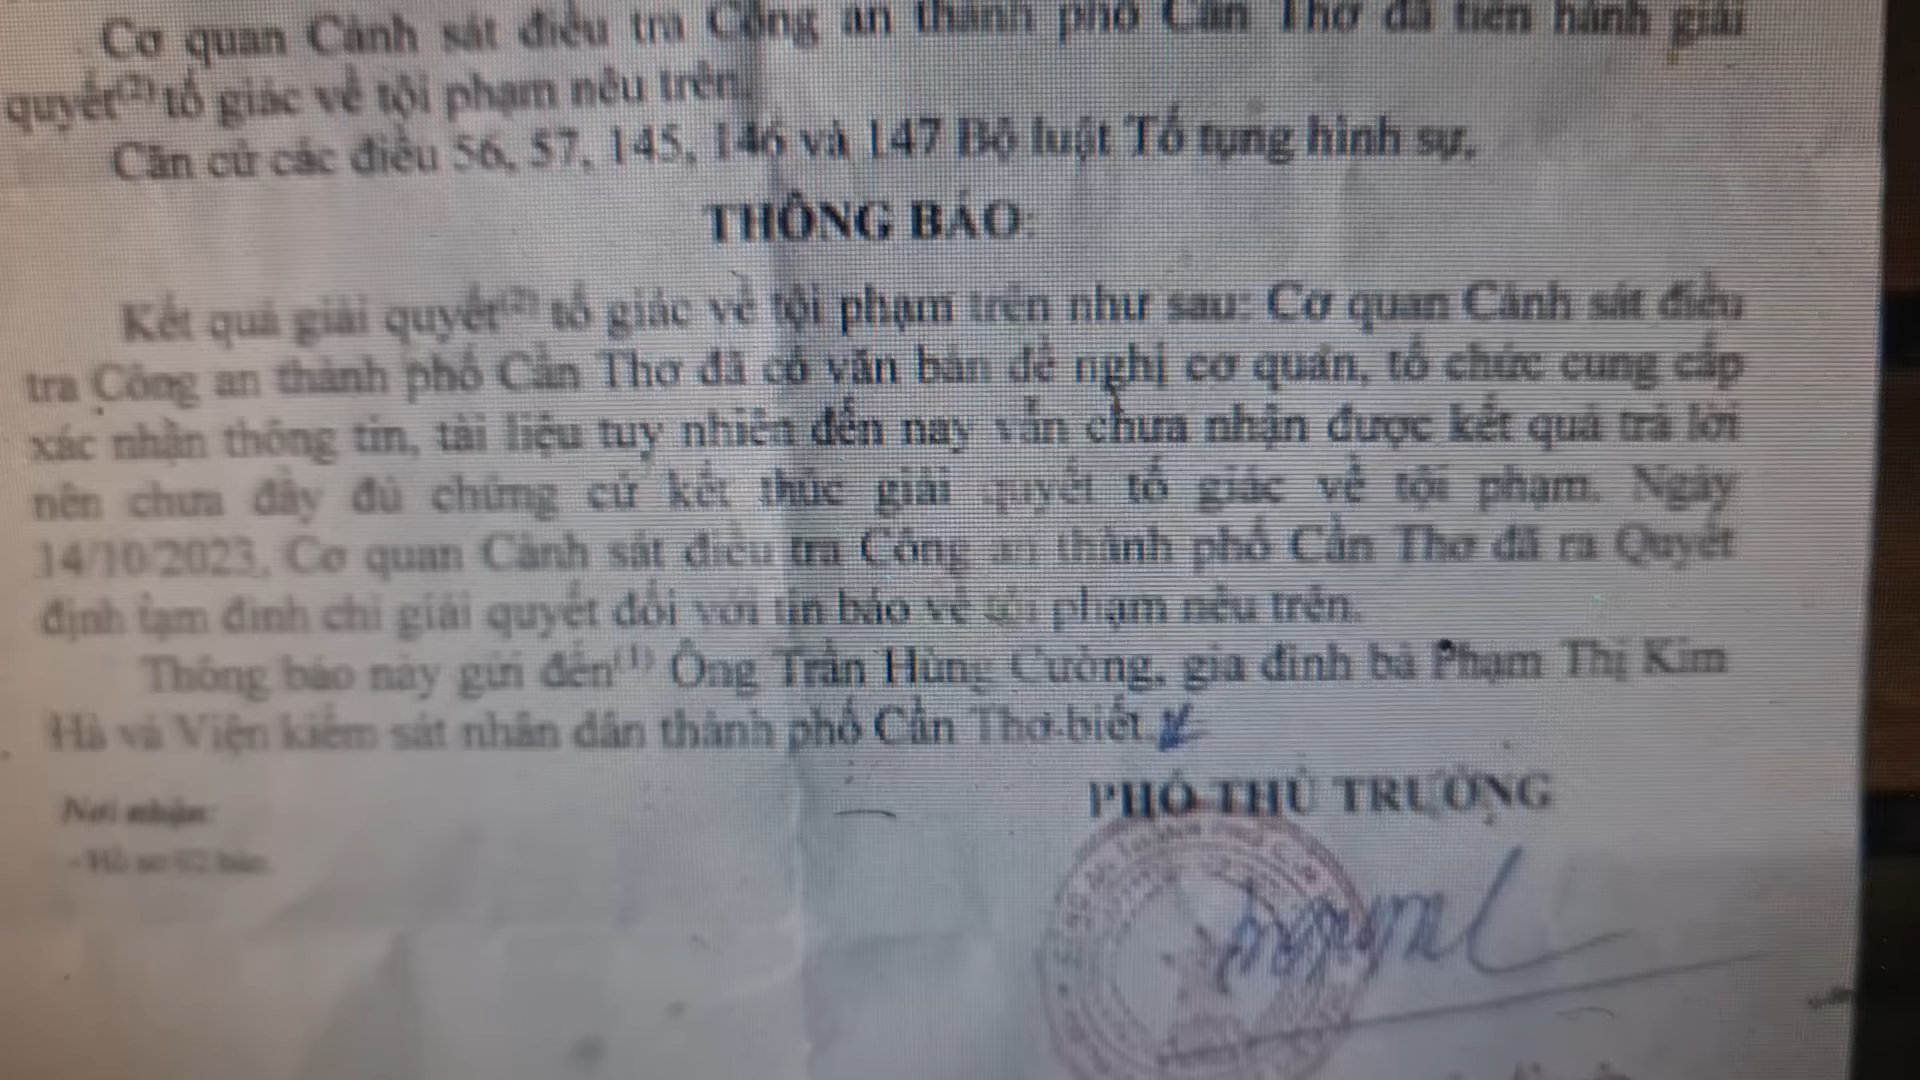 Cơ quan Cảnh sát điều tra Công an thành phố Cần Thơ đã tiến hành giải
quyết(2) tố giác về tội phạm nêu trên.
Căn cứ các điều 56, 57, 145, 146 và 147 Bộ luật Tố tụng hình sự,
THÔNG BÁO:
Kết quả giải quyết(2) tố giác về tội phạm trên như sau: Cơ quan Cảnh sát điều
tra Công an thành phố Cần Thơ đã có văn bản đề nghị cơ quan, tổ chức cung cấp
xác nhận thông tin, tài liệu tuy nhiên đến nay vẫn chưa nhận được kết quả trả lời
nên chưa đầy đủ chứng cứ kết thúc giải quyết tố giác về tội phạm. Ngày
14/10/2023, Cơ quan Cảnh sát điều tra Công an thành phố Cần Thơ đã ra Quyết
định tạm đình chỉ giải quyết đối với tin báo về tội phạm nêu trên.
Thông báo này gửi đến(1) Ông Trần Hùng Cường, gia đình bà Phạm Thị Kim
Hà và Viện kiểm sát nhân dân thành phố Cần Thơ biết.
Nơi nhận:
- Hồ sơ 02 bản.
PHÓ THỦ TRƯỞNG